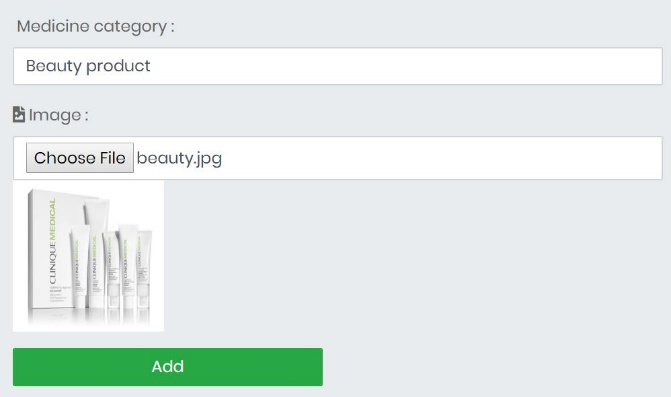 Medicine category :
Beauty product
Image :
Choose File beauty.jpg
CLINIQUE MEDICAL
Add